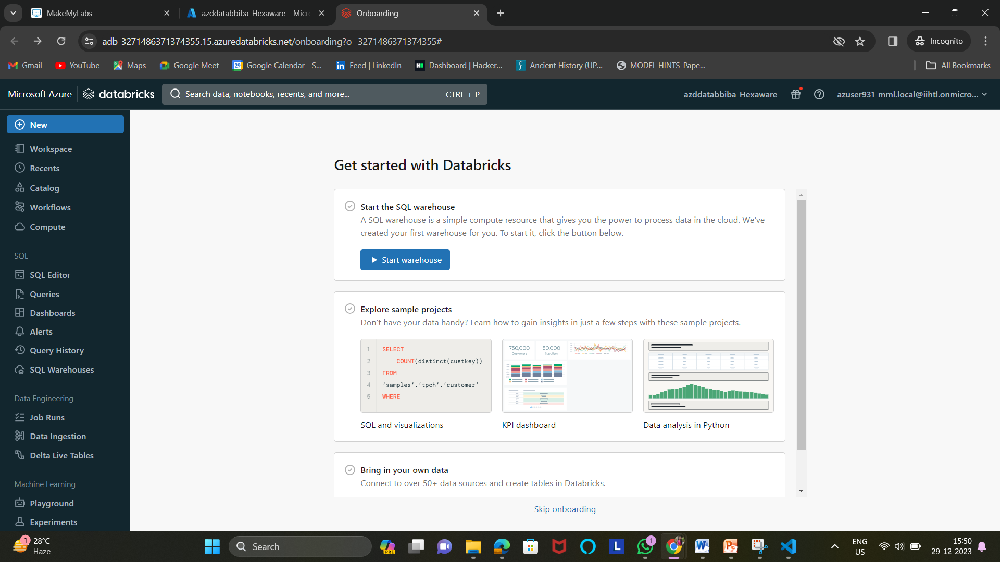 MakeMyLabs
azddatabbiba_Hexaware - Micro
Onboarding
adb-3271486371374355.15.azuredatabricks.net/onboarding?o=3271486371374355#
Incognito
Gmail
YouTube
Maps
Google Meet
29
Google Calendar - S...
Feed | LinkedIn
Dashboard | Hacker...
Ancient History (UP...
MODEL HINTS_Pape...
All Bookmarks
Microsoft Azure
databricks
Search data, notebooks, recents, and more...
CTRL + P
azddatabbiba_Hexaware
azuser931_mml.local@iihtl.onmicro...
New
Workspace
Recents
Catalog
Workflows
Compute
SQL
SQL Editor
Queries
Dashboards
Alerts
Query History
SQL Warehouses
Data Engineering
Job Runs
Data Ingestion
Delta Live Tables
Machine Learning
Playground
Experiments
Get started with Databricks
Start the SQL warehouse
A SQL warehouse is a simple compute resource that gives you the power to process data in the cloud. We've
created your first warehouse for you. To start it, click the button below.
Start warehouse
Explore sample projects
Don't have your data handy? Learn how to gain insights in just a few steps with these sample projects.
1 SELECT
2 COUNT(distinct(custkey))
3 FROM
4 ‘samples’.’tpch’.’customer’
5 WHERE
750,000
Customers
50,000
Suppliers
SQL and visualizations
KPI dashboard
Data analysis in Python
Bring in your own data
Connect to over 50+ data sources and create tables in Databricks.
Skip onboarding
1
28°C
Haze
Search
PRE
L
1
ENG
US
15:50
29-12-2023